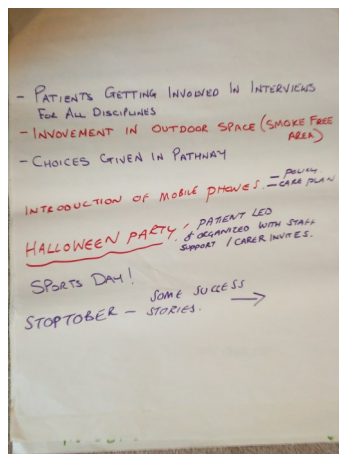 - PATIENTS GETTING INVOLVED IN INTERVIEWS
FOR ALL DISCIPLINES
- INVOVEMENT IN OUTDOOR SPACE (SMOKE FREE
AREA)
- CHOICES GIVEN IN PATHWAY
INTRODUCTION OF MOBILE PHONES. - POLICY
- CARE PLAN
HALLOWEEN PARTY! PATIENT LED
& ORGANIZED WITH STAFF
SUPPORT / CARER INVITES.
SPORTS DAY!
STOPTOBER - SOME SUCCESS
STORIES. →